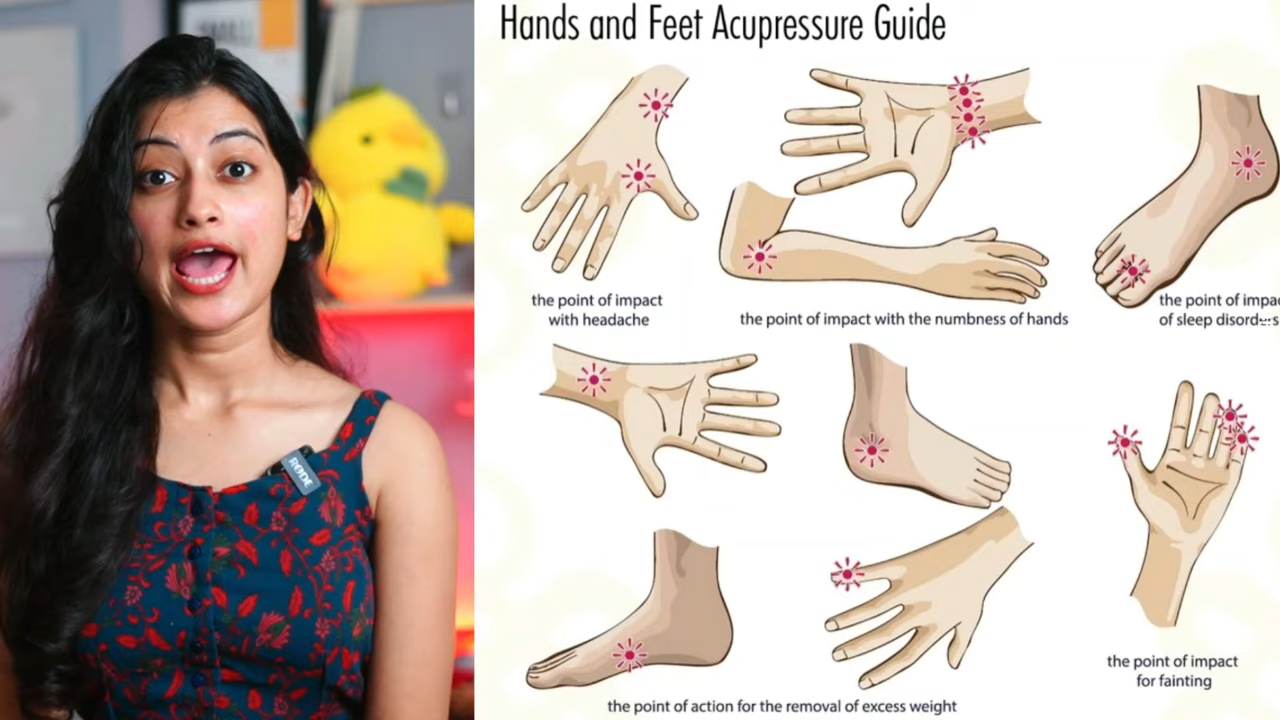 Hands and Feet Acupressure Guide
the point of impact
with headache
the point of impact with the numbness of hands
the point of
of sleep
RODE
the point of impact
for fainting
the point of action for the removal of excess weight